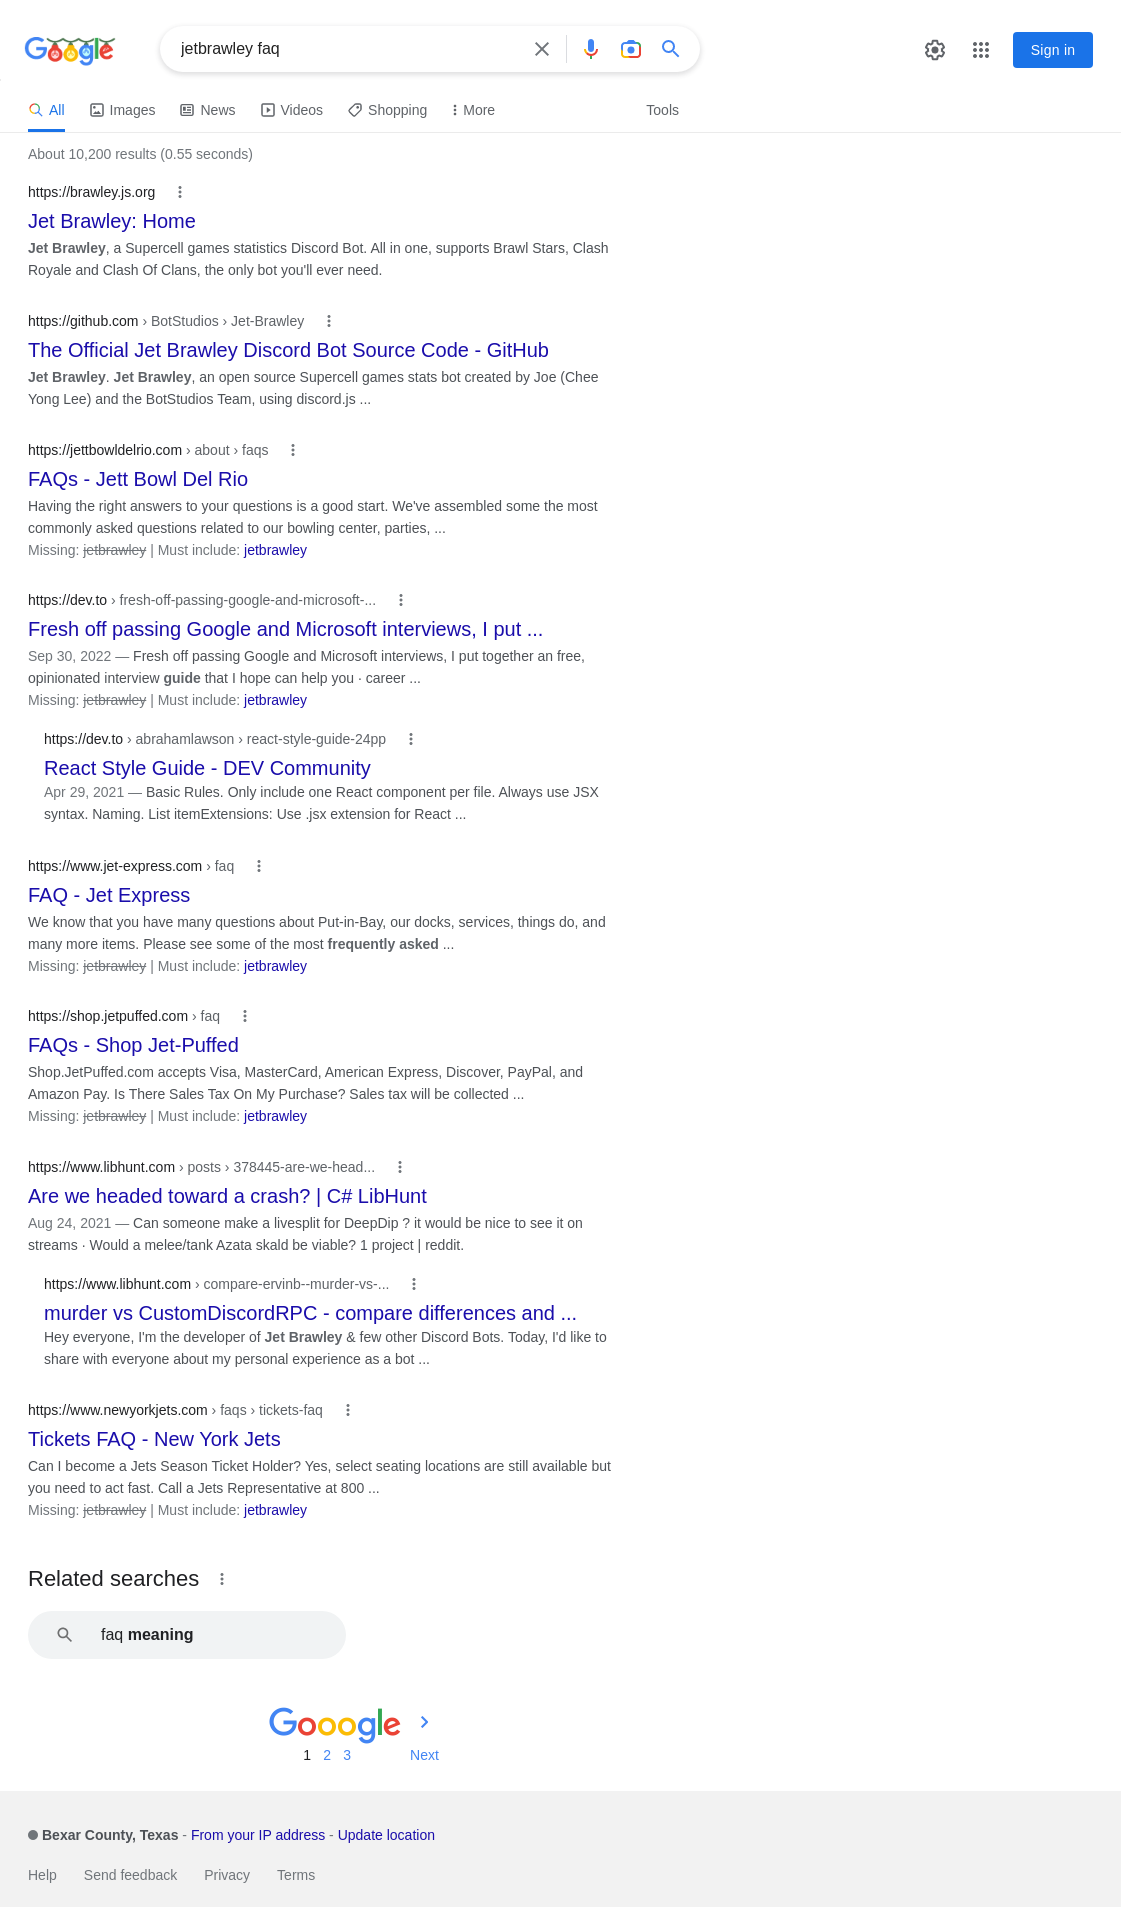 Google
jetbrawley faq
Sign in
All Images News Videos Shopping More Tools
About 10,200 results (0.55 seconds)
https://brawley.js.org
Jet Brawley: Home
Jet Brawley, a Supercell games statistics Discord Bot. All in one, supports Brawl Stars, Clash
Royale and Clash Of Clans, the only bot you'll ever need.
https://github.com › BotStudios › Jet-Brawley
The Official Jet Brawley Discord Bot Source Code - GitHub
Jet Brawley. Jet Brawley, an open source Supercell games stats bot created by Joe (Chee
Yong Lee) and the BotStudios Team, using discord.js ...
https://jettbowldelrio.com › about › faqs
FAQs - Jett Bowl Del Rio
Having the right answers to your questions is a good start. We've assembled some the most
commonly asked questions related to our bowling center, parties, ...
Missing: jetbrawley | Must include: jetbrawley
https://dev.to › fresh-off-passing-google-and-microsoft-...
Fresh off passing Google and Microsoft interviews, I put ...
Sep 30, 2022 — Fresh off passing Google and Microsoft interviews, I put together an free,
opinionated interview guide that I hope can help you · career ...
Missing: jetbrawley | Must include: jetbrawley
https://dev.to › abrahamlawson › react-style-guide-24pp
React Style Guide - DEV Community
Apr 29, 2021 — Basic Rules. Only include one React component per file. Always use JSX
syntax. Naming. List itemExtensions: Use .jsx extension for React ...
https://www.jet-express.com › faq
FAQ - Jet Express
We know that you have many questions about Put-in-Bay, our docks, services, things do, and
many more items. Please see some of the most frequently asked ...
Missing: jetbrawley | Must include: jetbrawley
https://shop.jetpuffed.com › faq
FAQs - Shop Jet-Puffed
Shop.JetPuffed.com accepts Visa, MasterCard, American Express, Discover, PayPal, and
Amazon Pay. Is There Sales Tax On My Purchase? Sales tax will be collected ...
Missing: jetbrawley | Must include: jetbrawley
https://www.libhunt.com › posts › 378445-are-we-head...
Are we headed toward a crash? | C# LibHunt
Aug 24, 2021 — Can someone make a livesplit for DeepDip ? it would be nice to see it on
streams · Would a melee/tank Azata skald be viable? 1 project | reddit.
https://www.libhunt.com › compare-ervinb--murder-vs-...
murder vs CustomDiscordRPC - compare differences and ...
Hey everyone, I'm the developer of Jet Brawley & few other Discord Bots. Today, I'd like to
share with everyone about my personal experience as a bot ...
https://www.newyorkjets.com › faqs › tickets-faq
Tickets FAQ - New York Jets
Can I become a Jets Season Ticket Holder? Yes, select seating locations are still available but
you need to act fast. Call a Jets Representative at 800 ...
Missing: jetbrawley | Must include: jetbrawley
Related searches
faq meaning
Gooogle
1 2 3 Next
Bexar County, Texas - From your IP address - Update location
Help Send feedback Privacy Terms